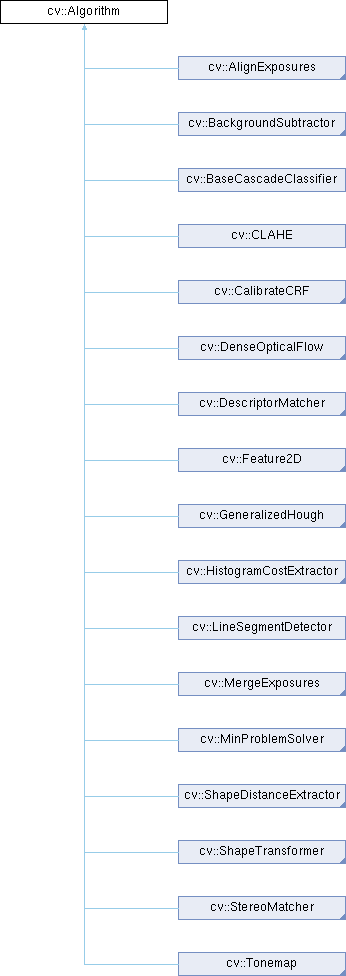 cv::Algorithm
cv::AlignExposures
cv::BackgroundSubtractor
cv::BaseCascadeClassifier
cv::CLAHE
cv::CalibrateCRF
cv::DenseOpticalFlow
cv::DescriptorMatcher
cv::Feature2D
cv::GeneralizedHough
cv::HistogramCostExtractor
cv::LineSegmentDetector
cv::MergeExposures
cv::MinProblemSolver
cv::ShapeDistanceExtractor
cv::ShapeTransformer
cv::StereoMatcher
cv::Tonemap